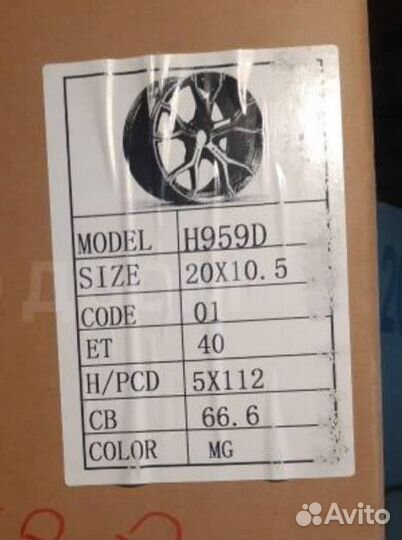 MODEL H959D
SIZE 20X10.5
CODE 01
ET 40
H/PCD 5X112
CB 66.6
COLOR MG
Avito